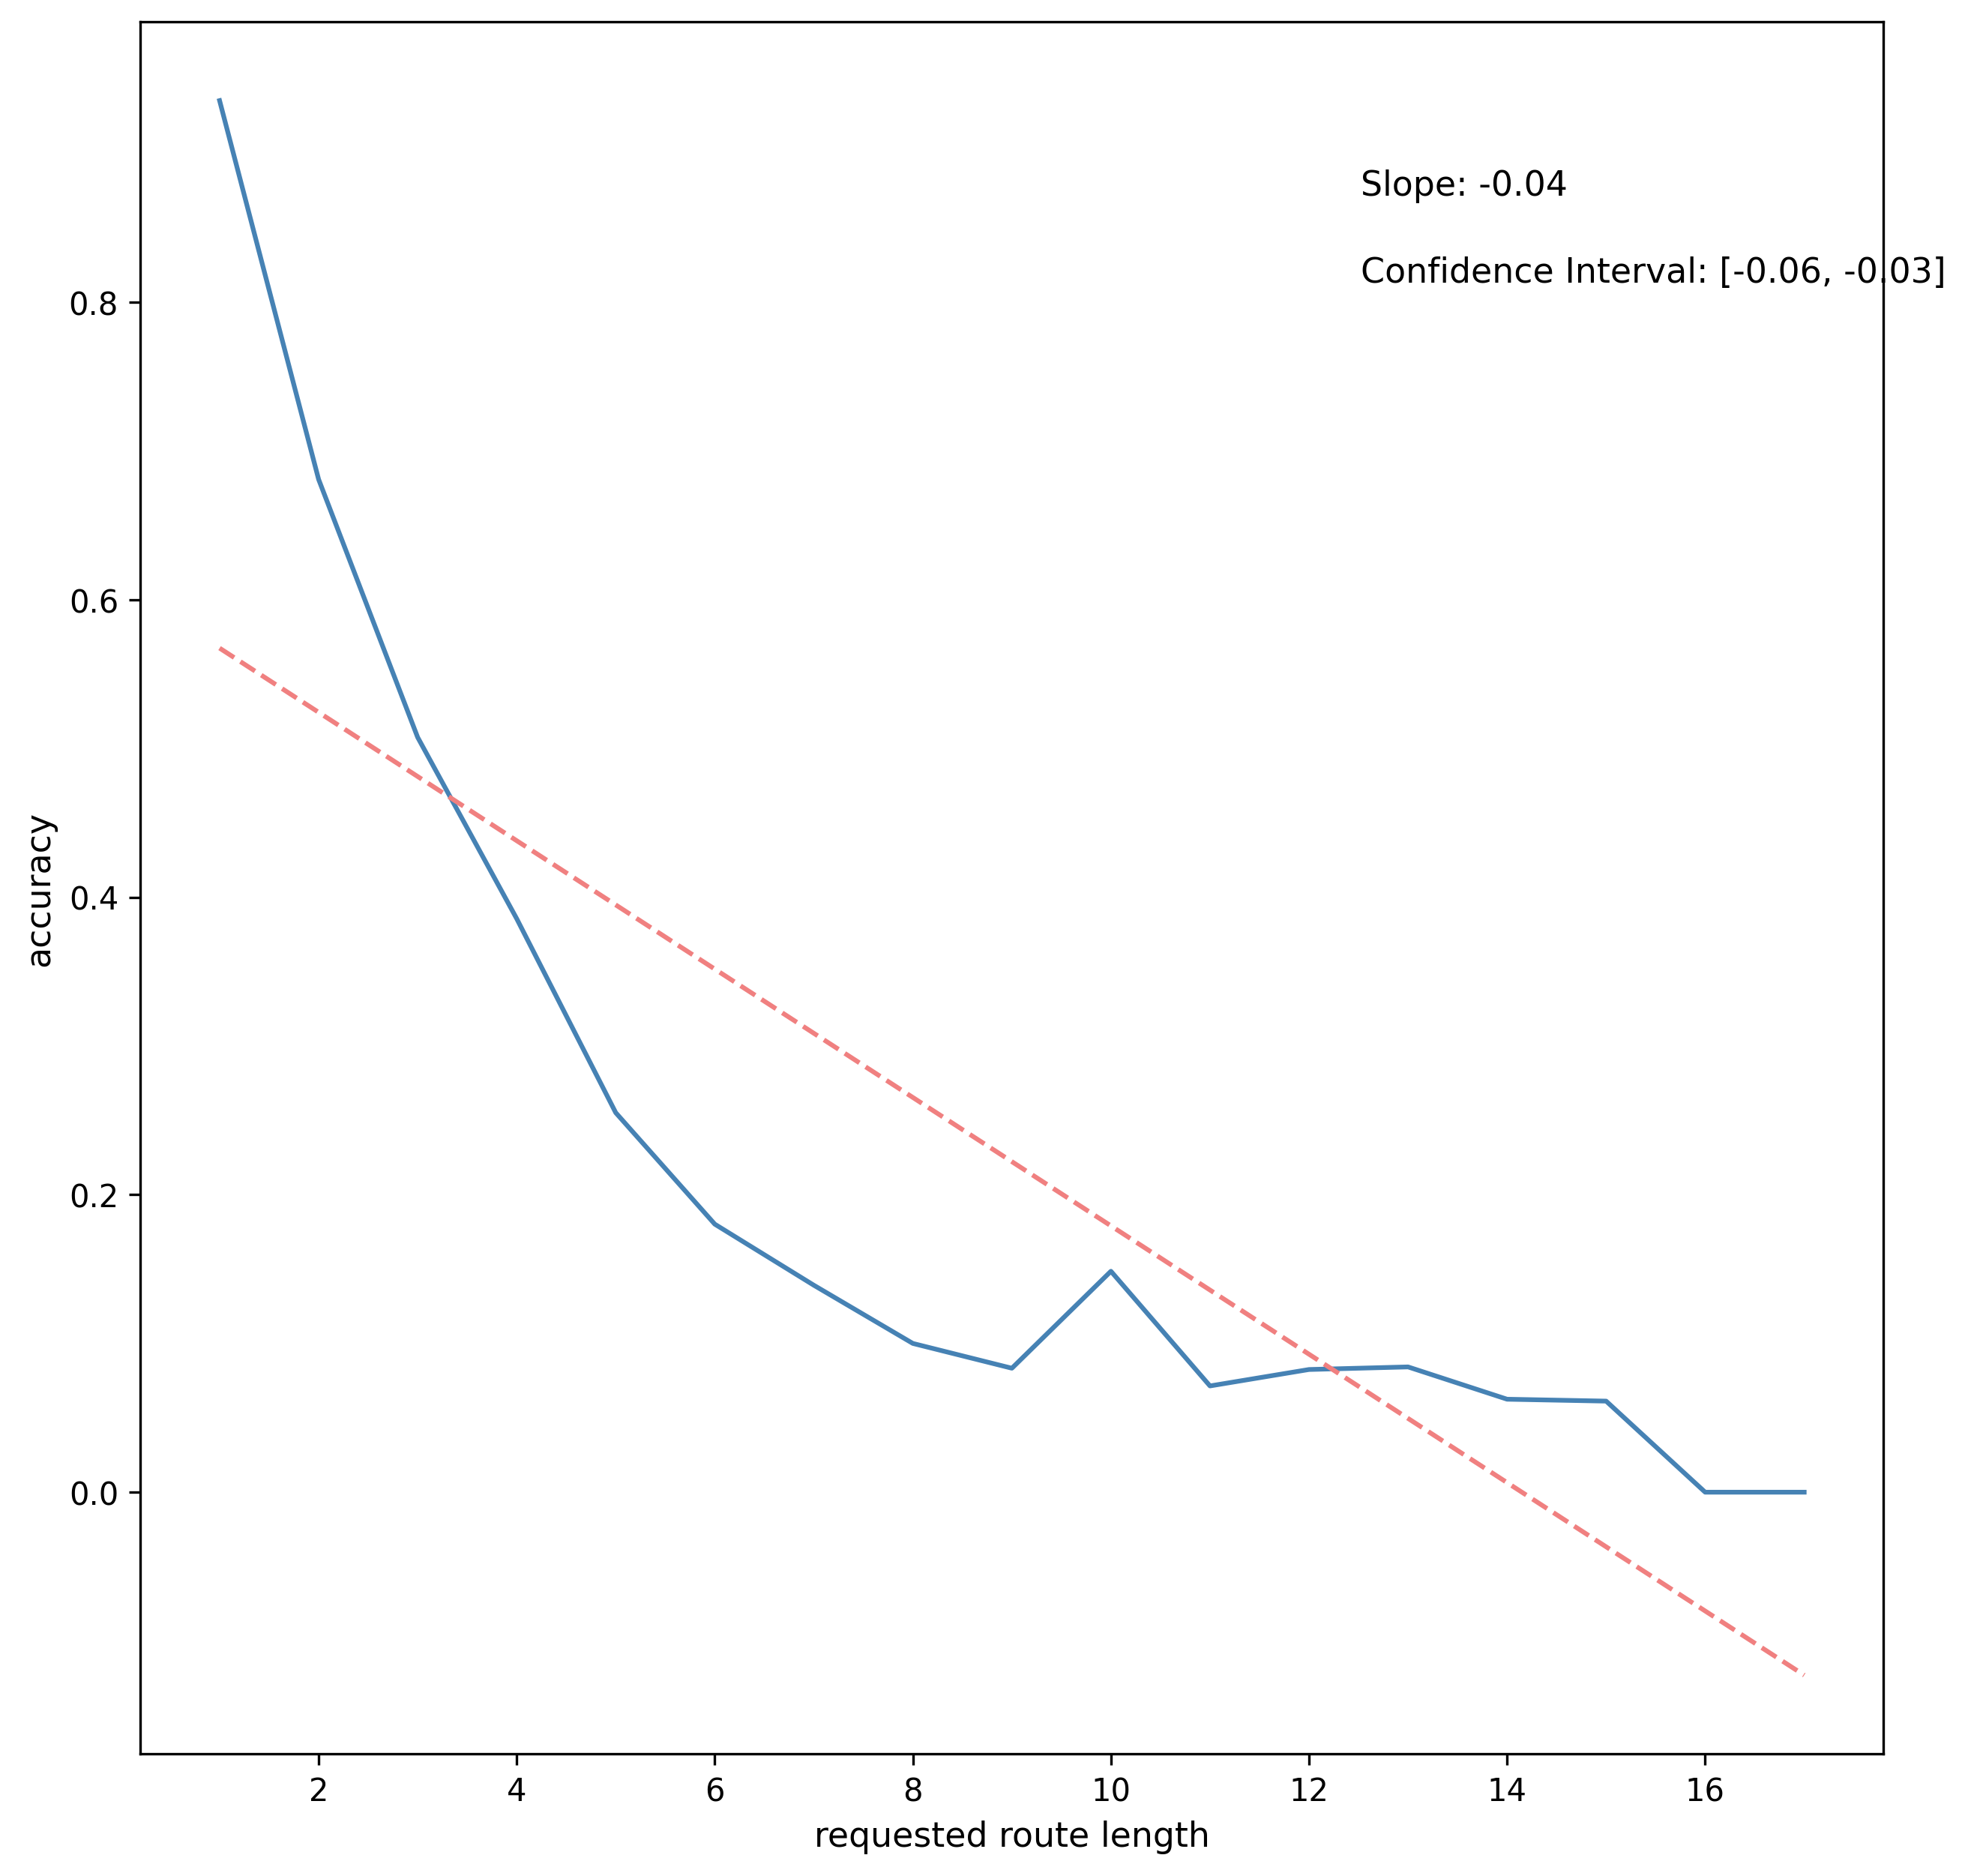 Slope: -0.04
Confidence Interval: [-0.06, -0.03]
accuracy
0.8
0.6
0.4
0.2
0.0
2 4 6 8 10 12 14 16
requested route length